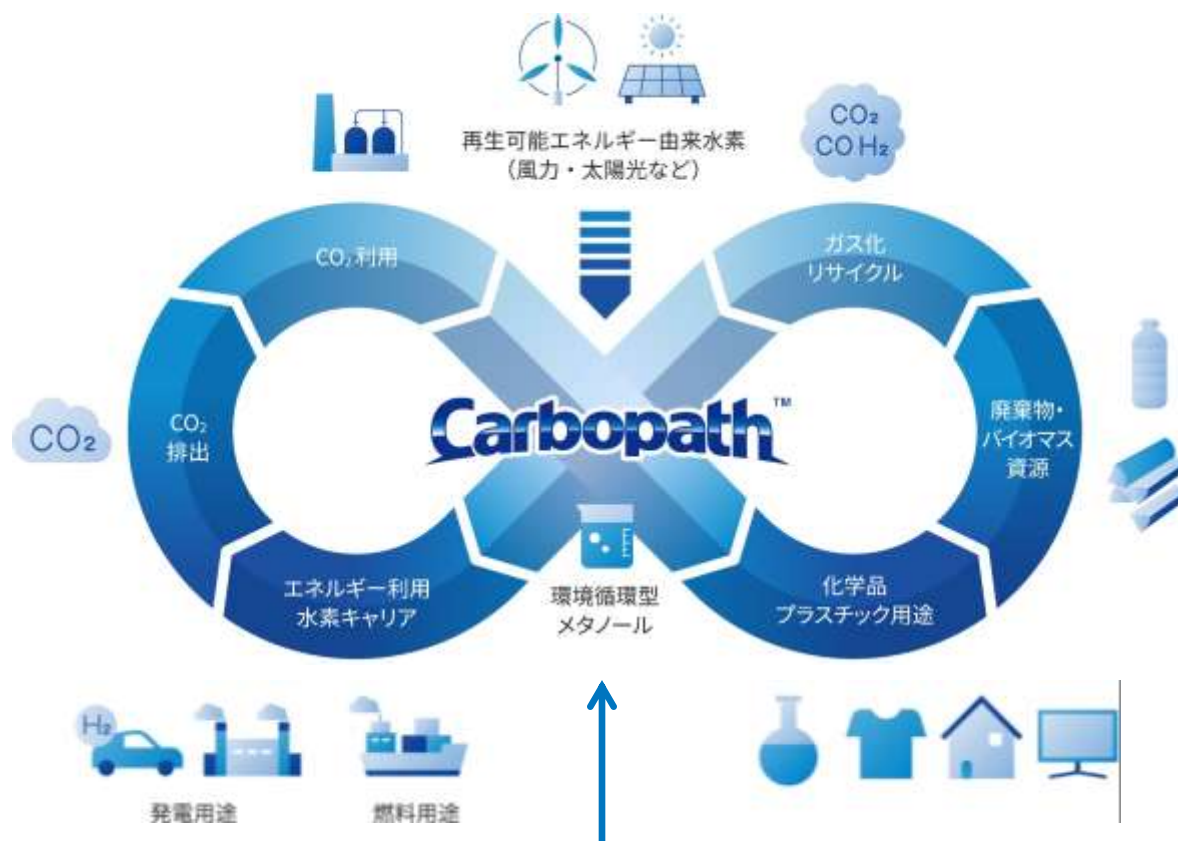 再生可能エネルギー由来水素
（風力・太陽光など）
CO₂
CO H₂
CO₂利用
ガス化
リサイクル
CO₂
CO₂
排出
Carbopath™
廃棄物・
バイオマス
資源
エネルギー利用
水素キャリア
環境循環型
メタノール
化学品
プラスチック用途
H₂
発電用途
燃料用途